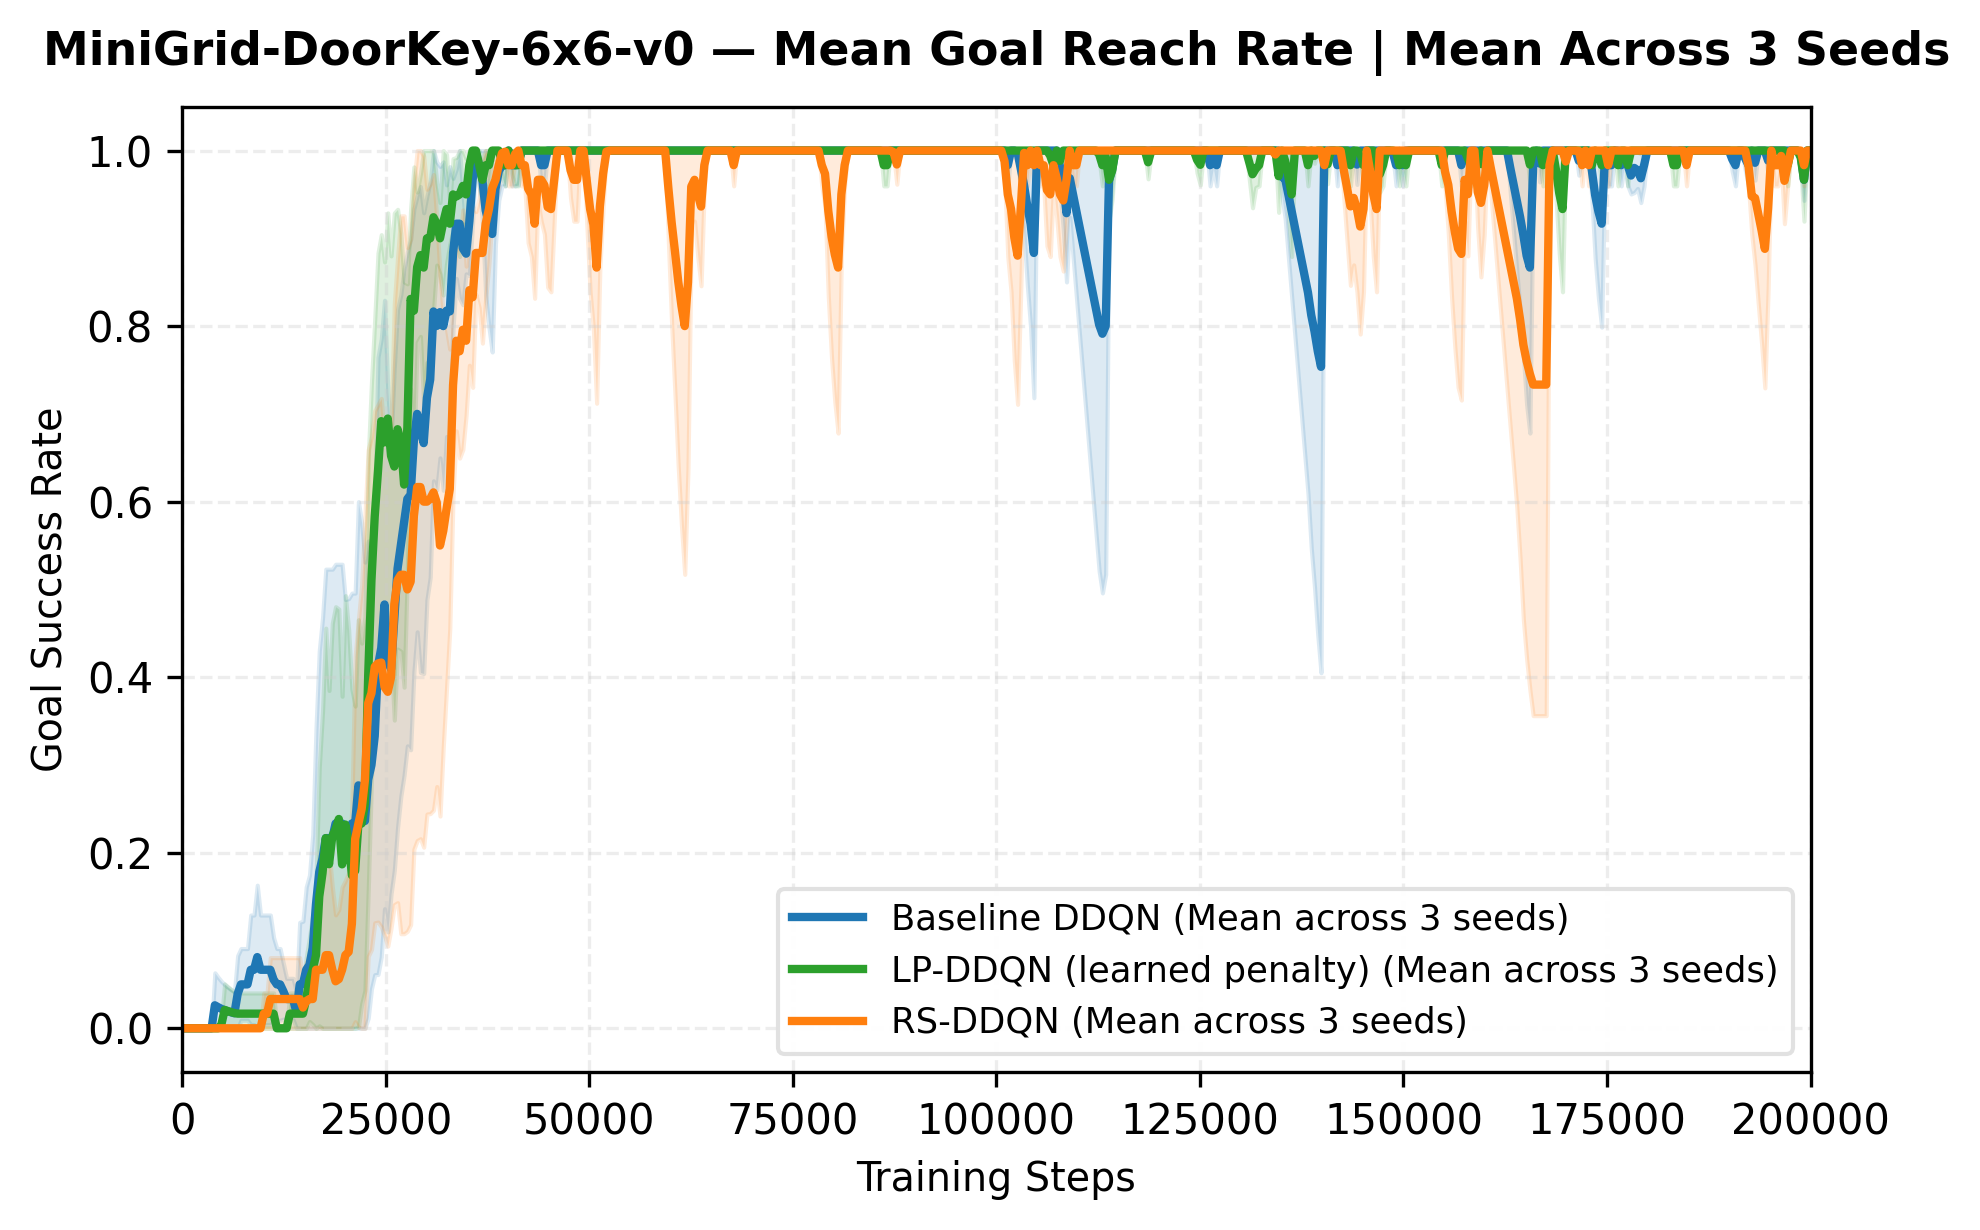 MiniGrid-DoorKey-6x6-v0 — Mean Goal Reach Rate | Mean Across 3 Seeds
Goal Success Rate
1.0
0.8
0.6
0.4
0.2
0.0
Baseline DDQN (Mean across 3 seeds)
LP-DDQN (learned penalty) (Mean across 3 seeds)
RS-DDQN (Mean across 3 seeds)
0 25000 50000 75000 100000 125000 150000 175000 200000
Training Steps